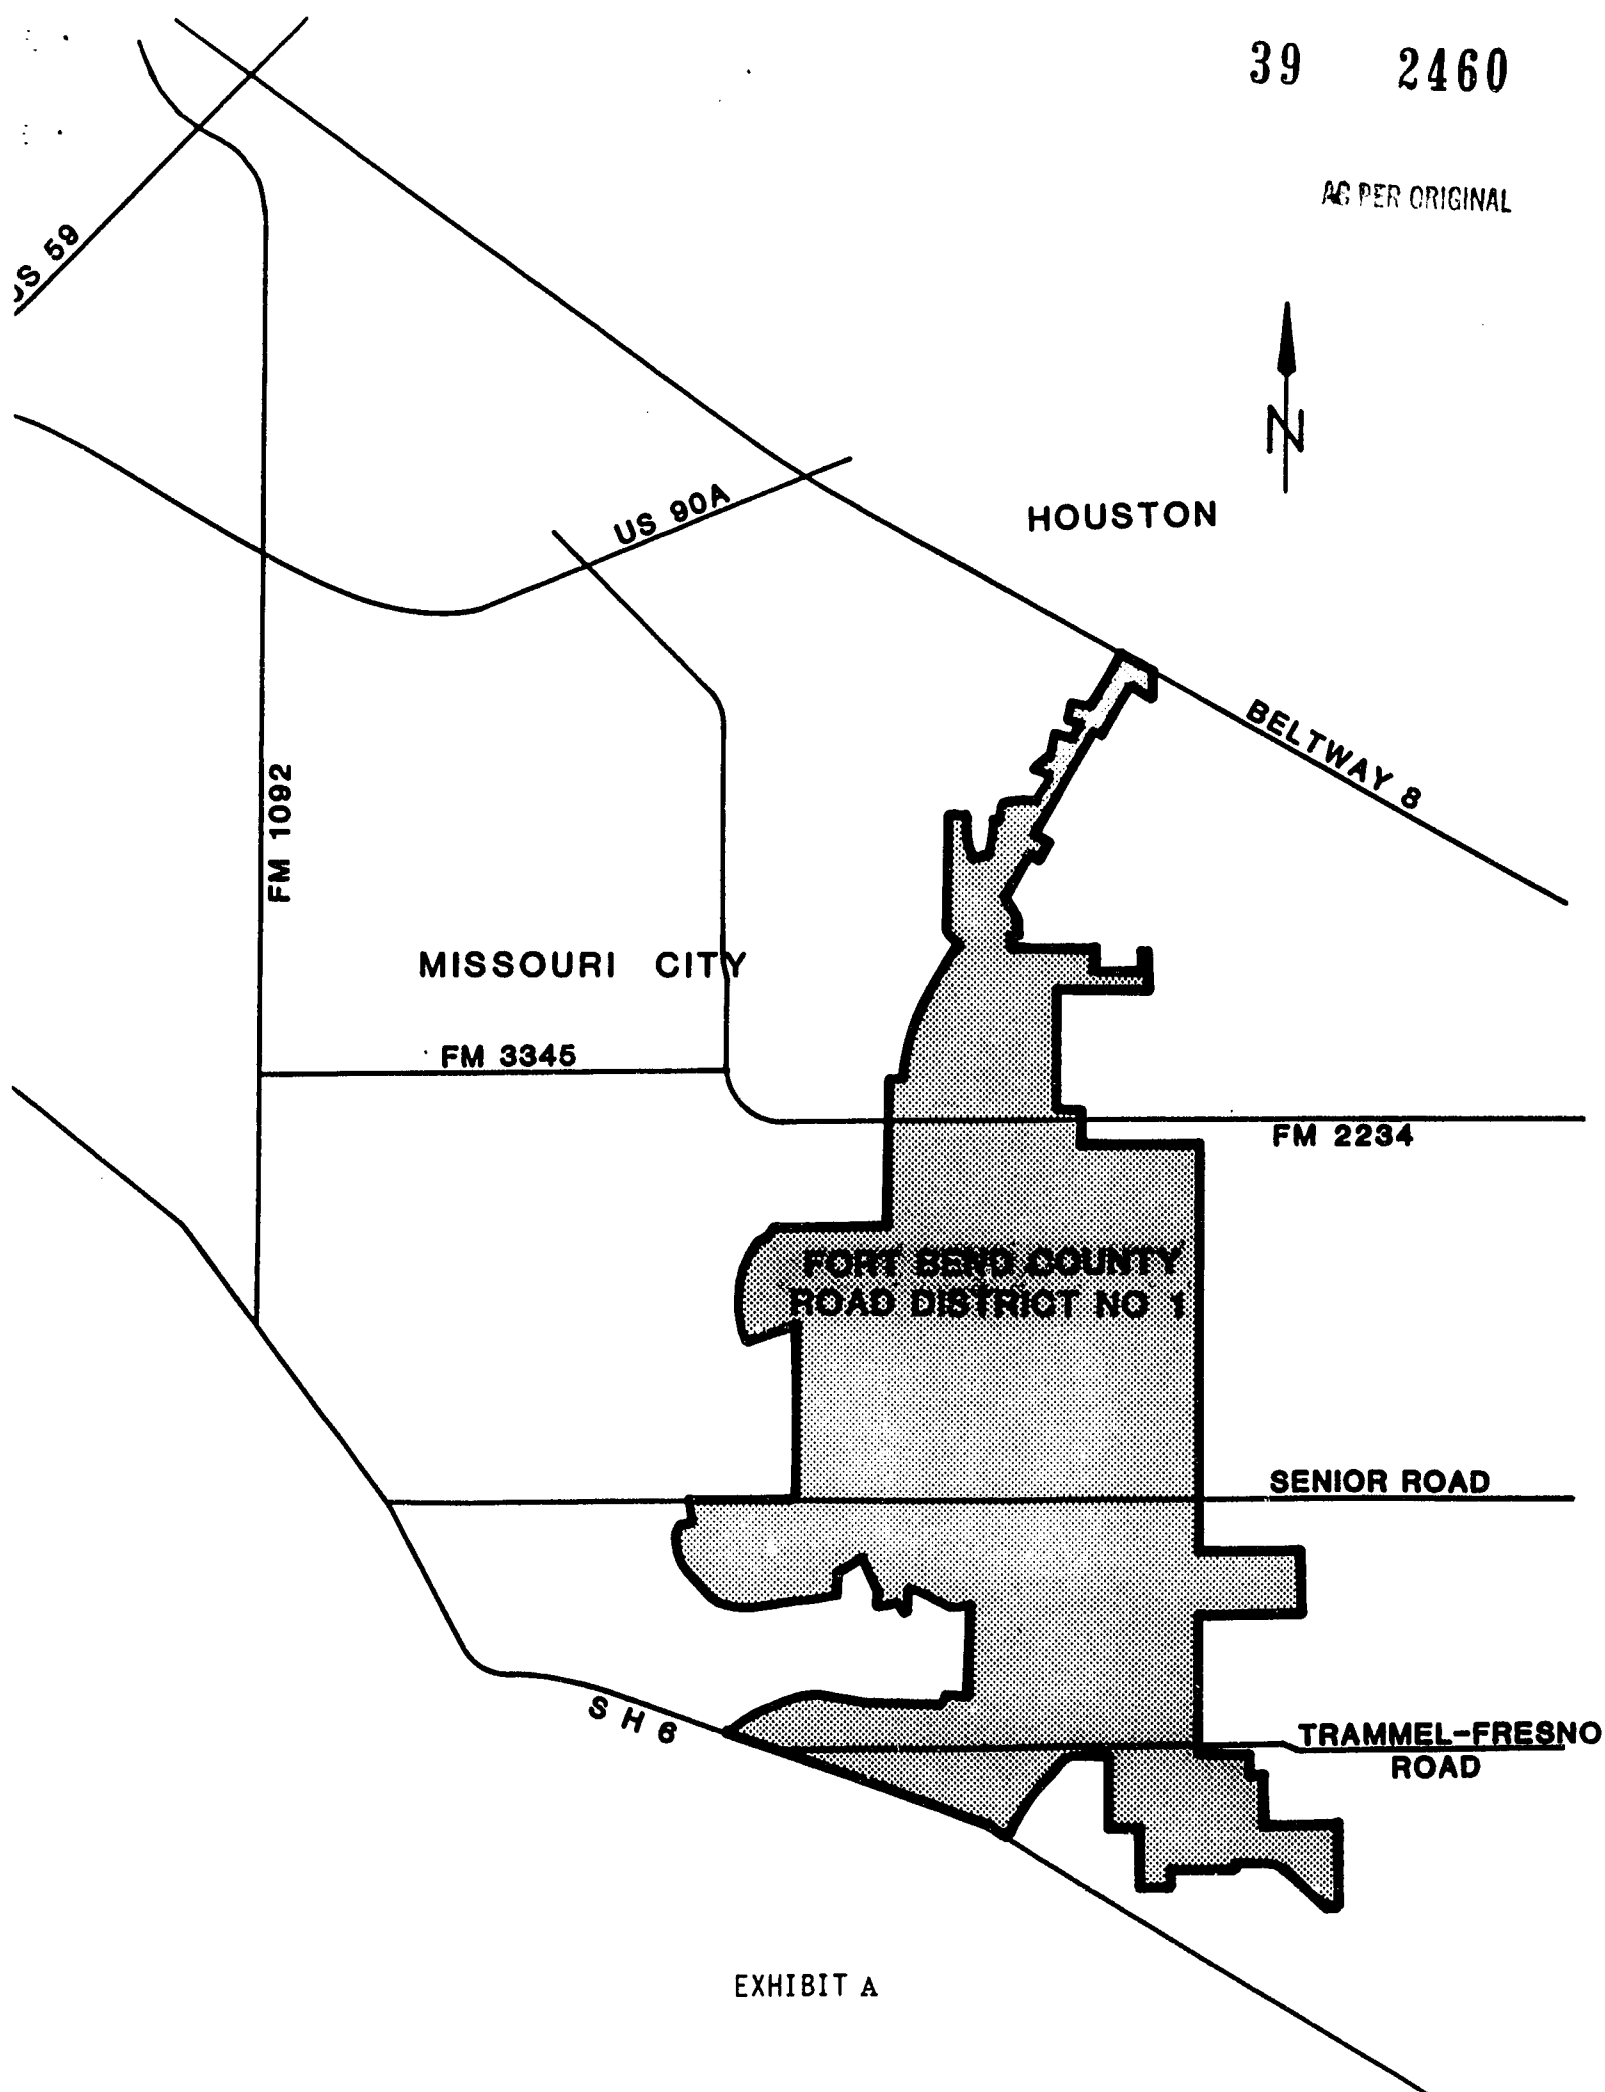 39 2460
AS PER ORIGINAL
US 59
N
HOUSTON
US 90A
BELTWAY 8
FM 1092
MISSOURI CITY
FM 3345
FM 2234
FORT BEND COUNTY
ROAD DISTRICT NO 1
SENIOR ROAD
S H 6
TRAMMEL-FRESNO
ROAD
EXHIBIT A